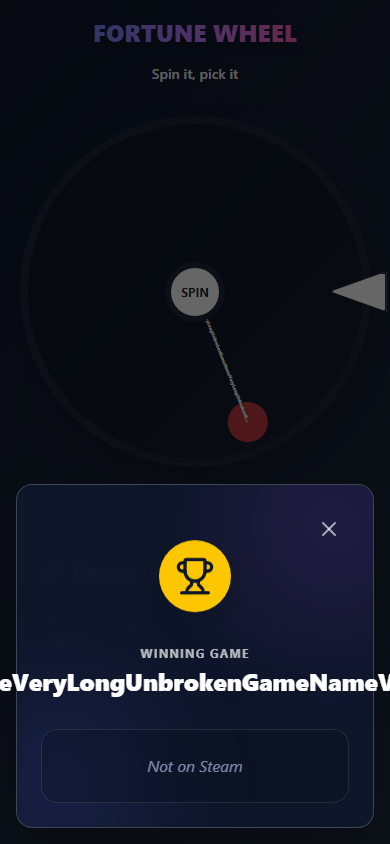 FORTUNE WHEEL
Spin it, pick it
SPIN
WINNING GAME
eVeryLongUnbrokenGameNameV
Not on Steam